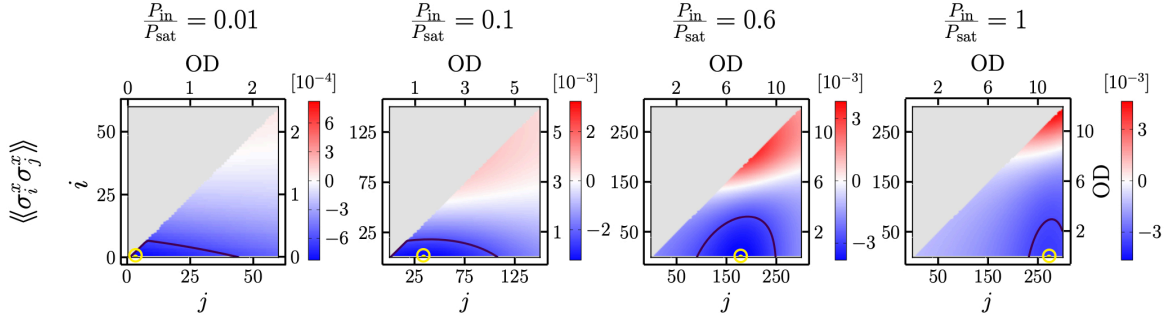 P_in/P_sat = 0.01    P_in/P_sat = 0.1    P_in/P_sat = 0.6    P_in/P_sat = 1
OD    OD    OD    OD
0 1 2 [10⁻⁴]    1 3 5 [10⁻³]    2 6 10 [10⁻³]    2 6 10 [10⁻³]
⟨⟨σ_i^x σ_j^x⟩⟩
i
50 25 0    2 1 0    6 3 0 −3 −6
125 75 25    5 3 1    2 0 −2
300 150 50    10 6 2    3 0 −3
300 150 50    10 6 2    3 0 −3
OD
0 25 50    25 75 125    50 150 250    50 150 250
j    j    j    j